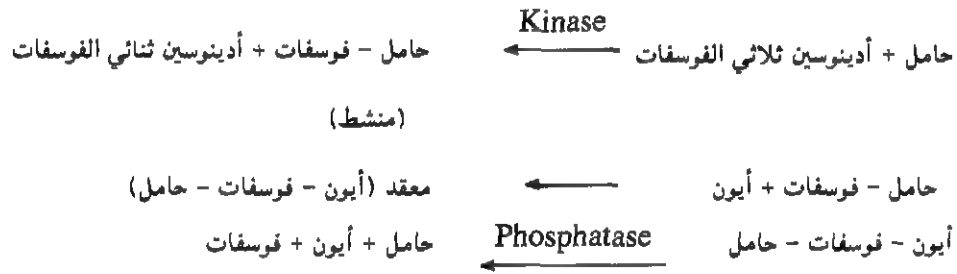 حامل + أدينوسين ثلاثي الفوسفات Kinase حامل – فوسفات + أدينوسين ثنائي الفوسفات
(منشط)
حامل – فوسفات + أيون معقد (أيون – فوسفات – حامل)
أيون – فوسفات – حامل Phosphatase حامل + أيون + فوسفات